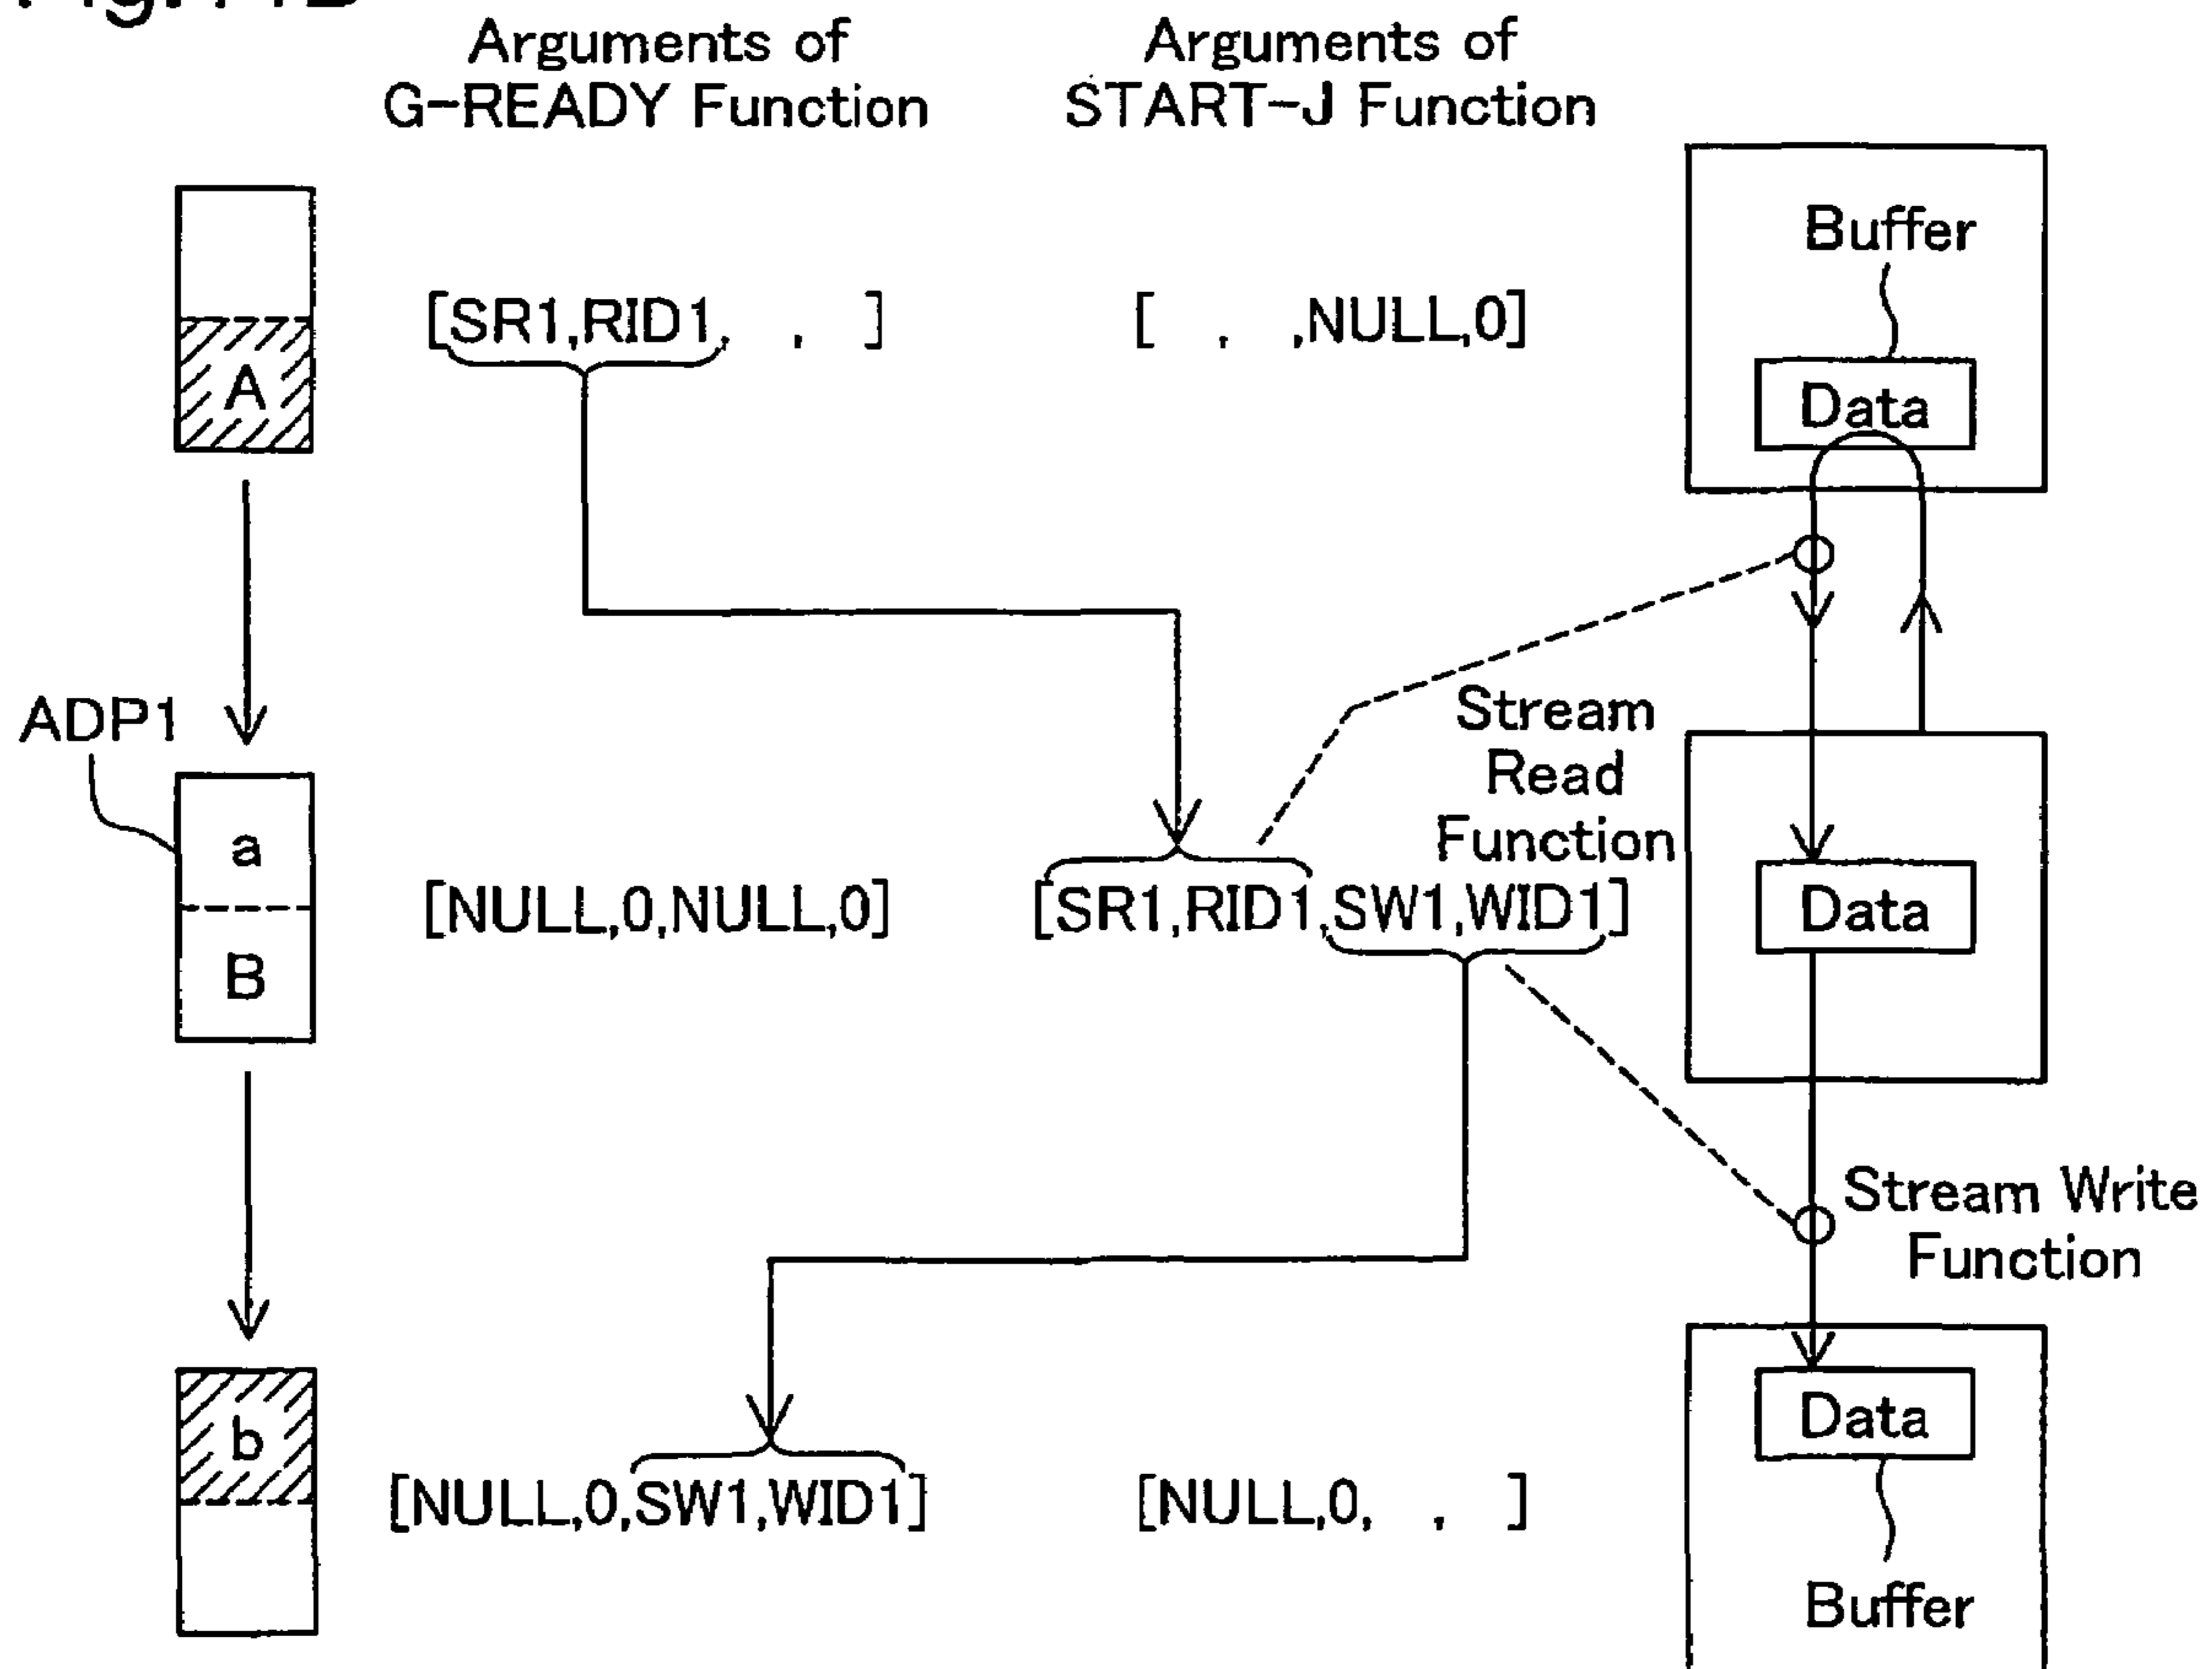 Arguments of
G-READY Function
Arguments of
START-J Function
Buffer
[SR1,RID1, , ]
[ , ,NULL,0]
A
Data
ADP1
Stream
Read
Function
a
[NULL,0,NULL,0]
[SR1,RID1,SW1,WID1]
Data
B
Stream Write
Function
b
Data
[NULL,0,SW1,WID1]
[NULL,0, , ]
Buffer